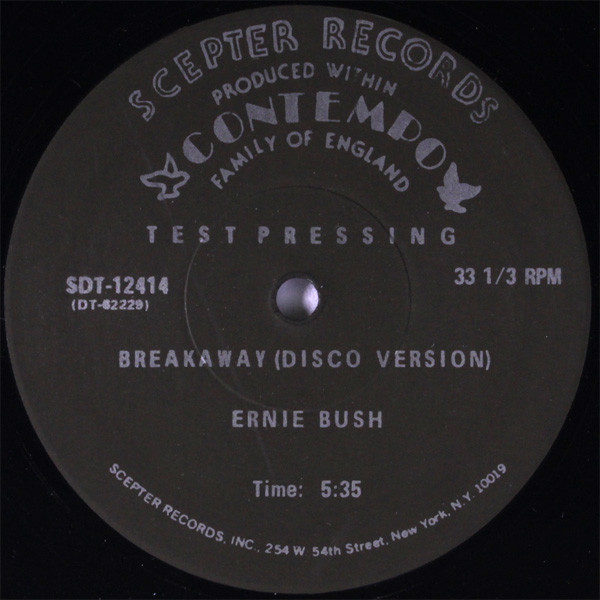 SCEPTER RECORDS
PRODUCED WITHIN
CONTEMPO
FAMILY OF ENGLAND
TEST PRESSING
SDT-12414
33 1/3 RPM
(DT-62229)
BREAKAWAY (DISCO VERSION)
ERNIE BUSH
Time: 5:35
SCEPTER RECORDS, INC., 254 W 54th Street, New York, N.Y. 10019